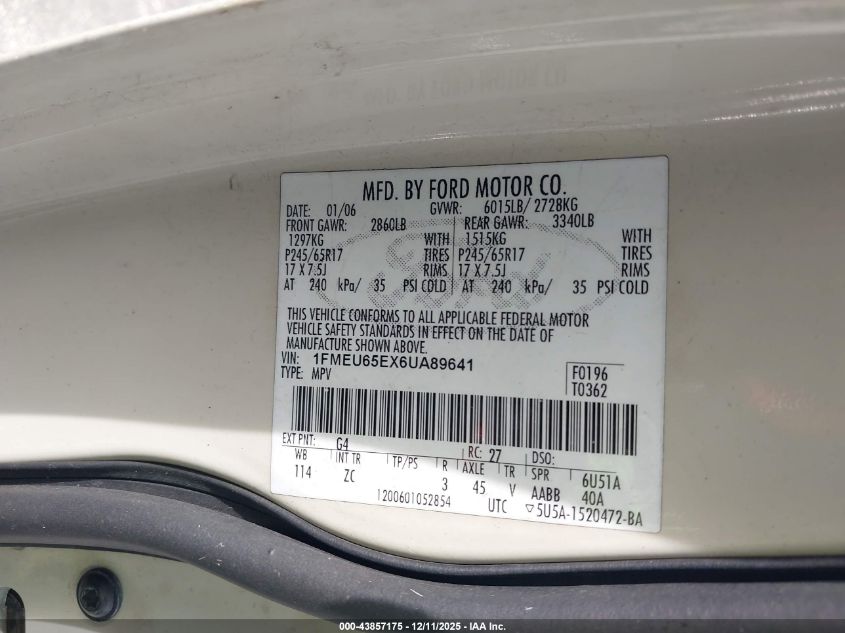 MFD. BY FORD MOTOR CO.
DATE: 01/06 GVWR: 6015LB/ 2728KG
FRONT GAWR: 2860LB REAR GAWR: 3340LB
1297KG WITH 1515KG WITH
P245/65R17 TIRES P245/65R17 TIRES
17 X 7.5J RIMS 17 X 7.5J RIMS
AT 240 kPa/ 35 PSI COLD AT 240 kPa/ 35 PSI COLD
THIS VEHICLE CONFORMS TO ALL APPLICABLE FEDERAL MOTOR
VEHICLE SAFETY STANDARDS IN EFFECT ON THE DATE OF
MANUFACTURE SHOWN ABOVE.
VIN: 1FMEU65EX6UA89641 F0196
TYPE: MPV T0362
EXT PNT: G4 RC: 27 DSO:
WB INT TR TP/PS R AXLE TR SPR 6U51A
114 ZC 3 45 V AABB 40A
1200601052854 UTC ▽5U5A-1520472-BA
000-43857175 - 12/11/2025 - IAA Inc.